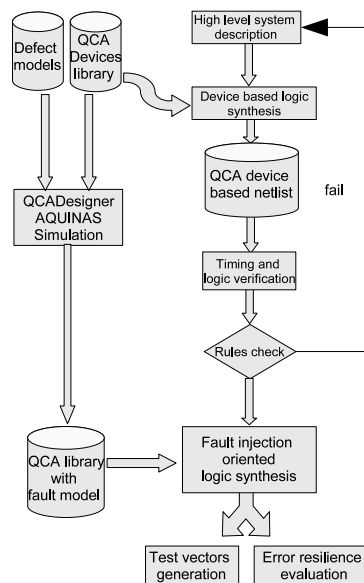 Defect
models
QCA
Devices
library
High level system
description
Device based logic
synthesis
QCA device
based netlist
fail
QCADesigner
AQUINAS
Simulation
Timing and
logic verification
Rules check
QCA library
with
fault model
Fault injection
oriented
logic synthesis
Test vectors
generation
Error resilience
evaluation